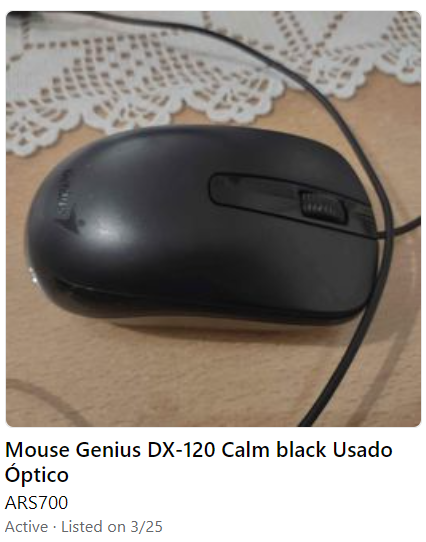 Mouse Genius DX-120 Calm black Usado
Óptico
ARS700
Active · Listed on 3/25